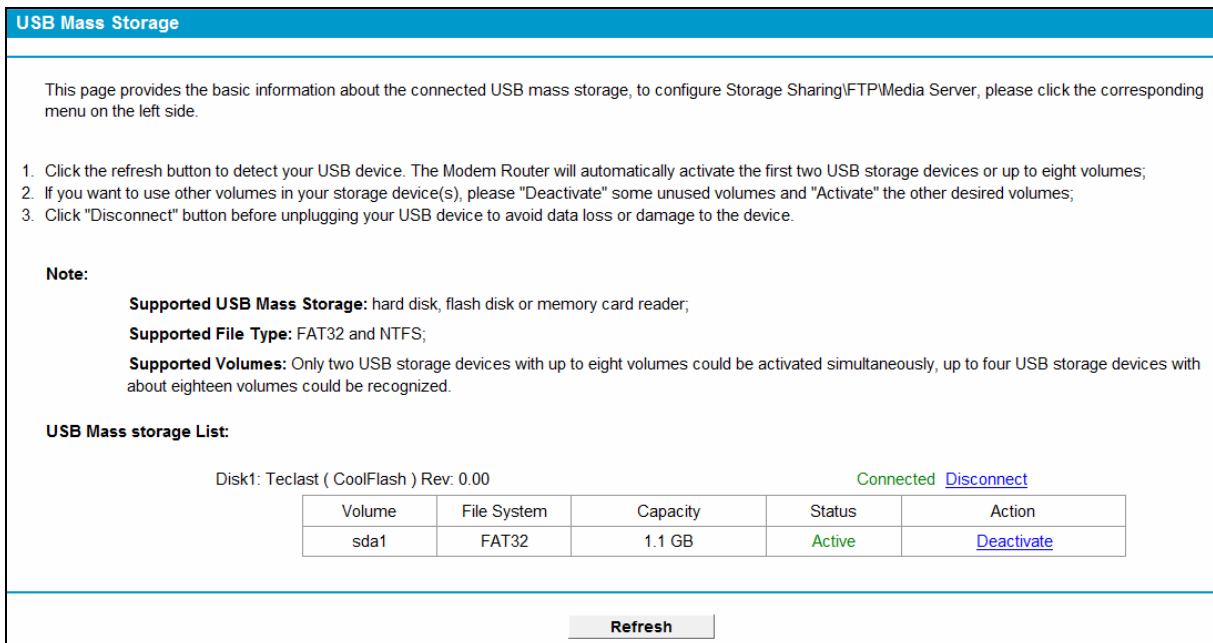 USB Mass Storage
This page provides the basic information about the connected USB mass storage, to configure Storage Sharing\FTP\Media Server, please click the corresponding
menu on the left side.
1. Click the refresh button to detect your USB device. The Modem Router will automatically activate the first two USB storage devices or up to eight volumes;
2. If you want to use other volumes in your storage device(s), please "Deactivate" some unused volumes and "Activate" the other desired volumes;
3. Click "Disconnect" button before unplugging your USB device to avoid data loss or damage to the device.
Note:
Supported USB Mass Storage: hard disk, flash disk or memory card reader;
Supported File Type: FAT32 and NTFS;
Supported Volumes: Only two USB storage devices with up to eight volumes could be activated simultaneously, up to four USB storage devices with
about eighteen volumes could be recognized.
USB Mass storage List:
Disk1: Teclast ( CoolFlash ) Rev: 0.00 Connected Disconnect
Volume File System Capacity Status Action
sda1 FAT32 1.1 GB Active Deactivate
Refresh